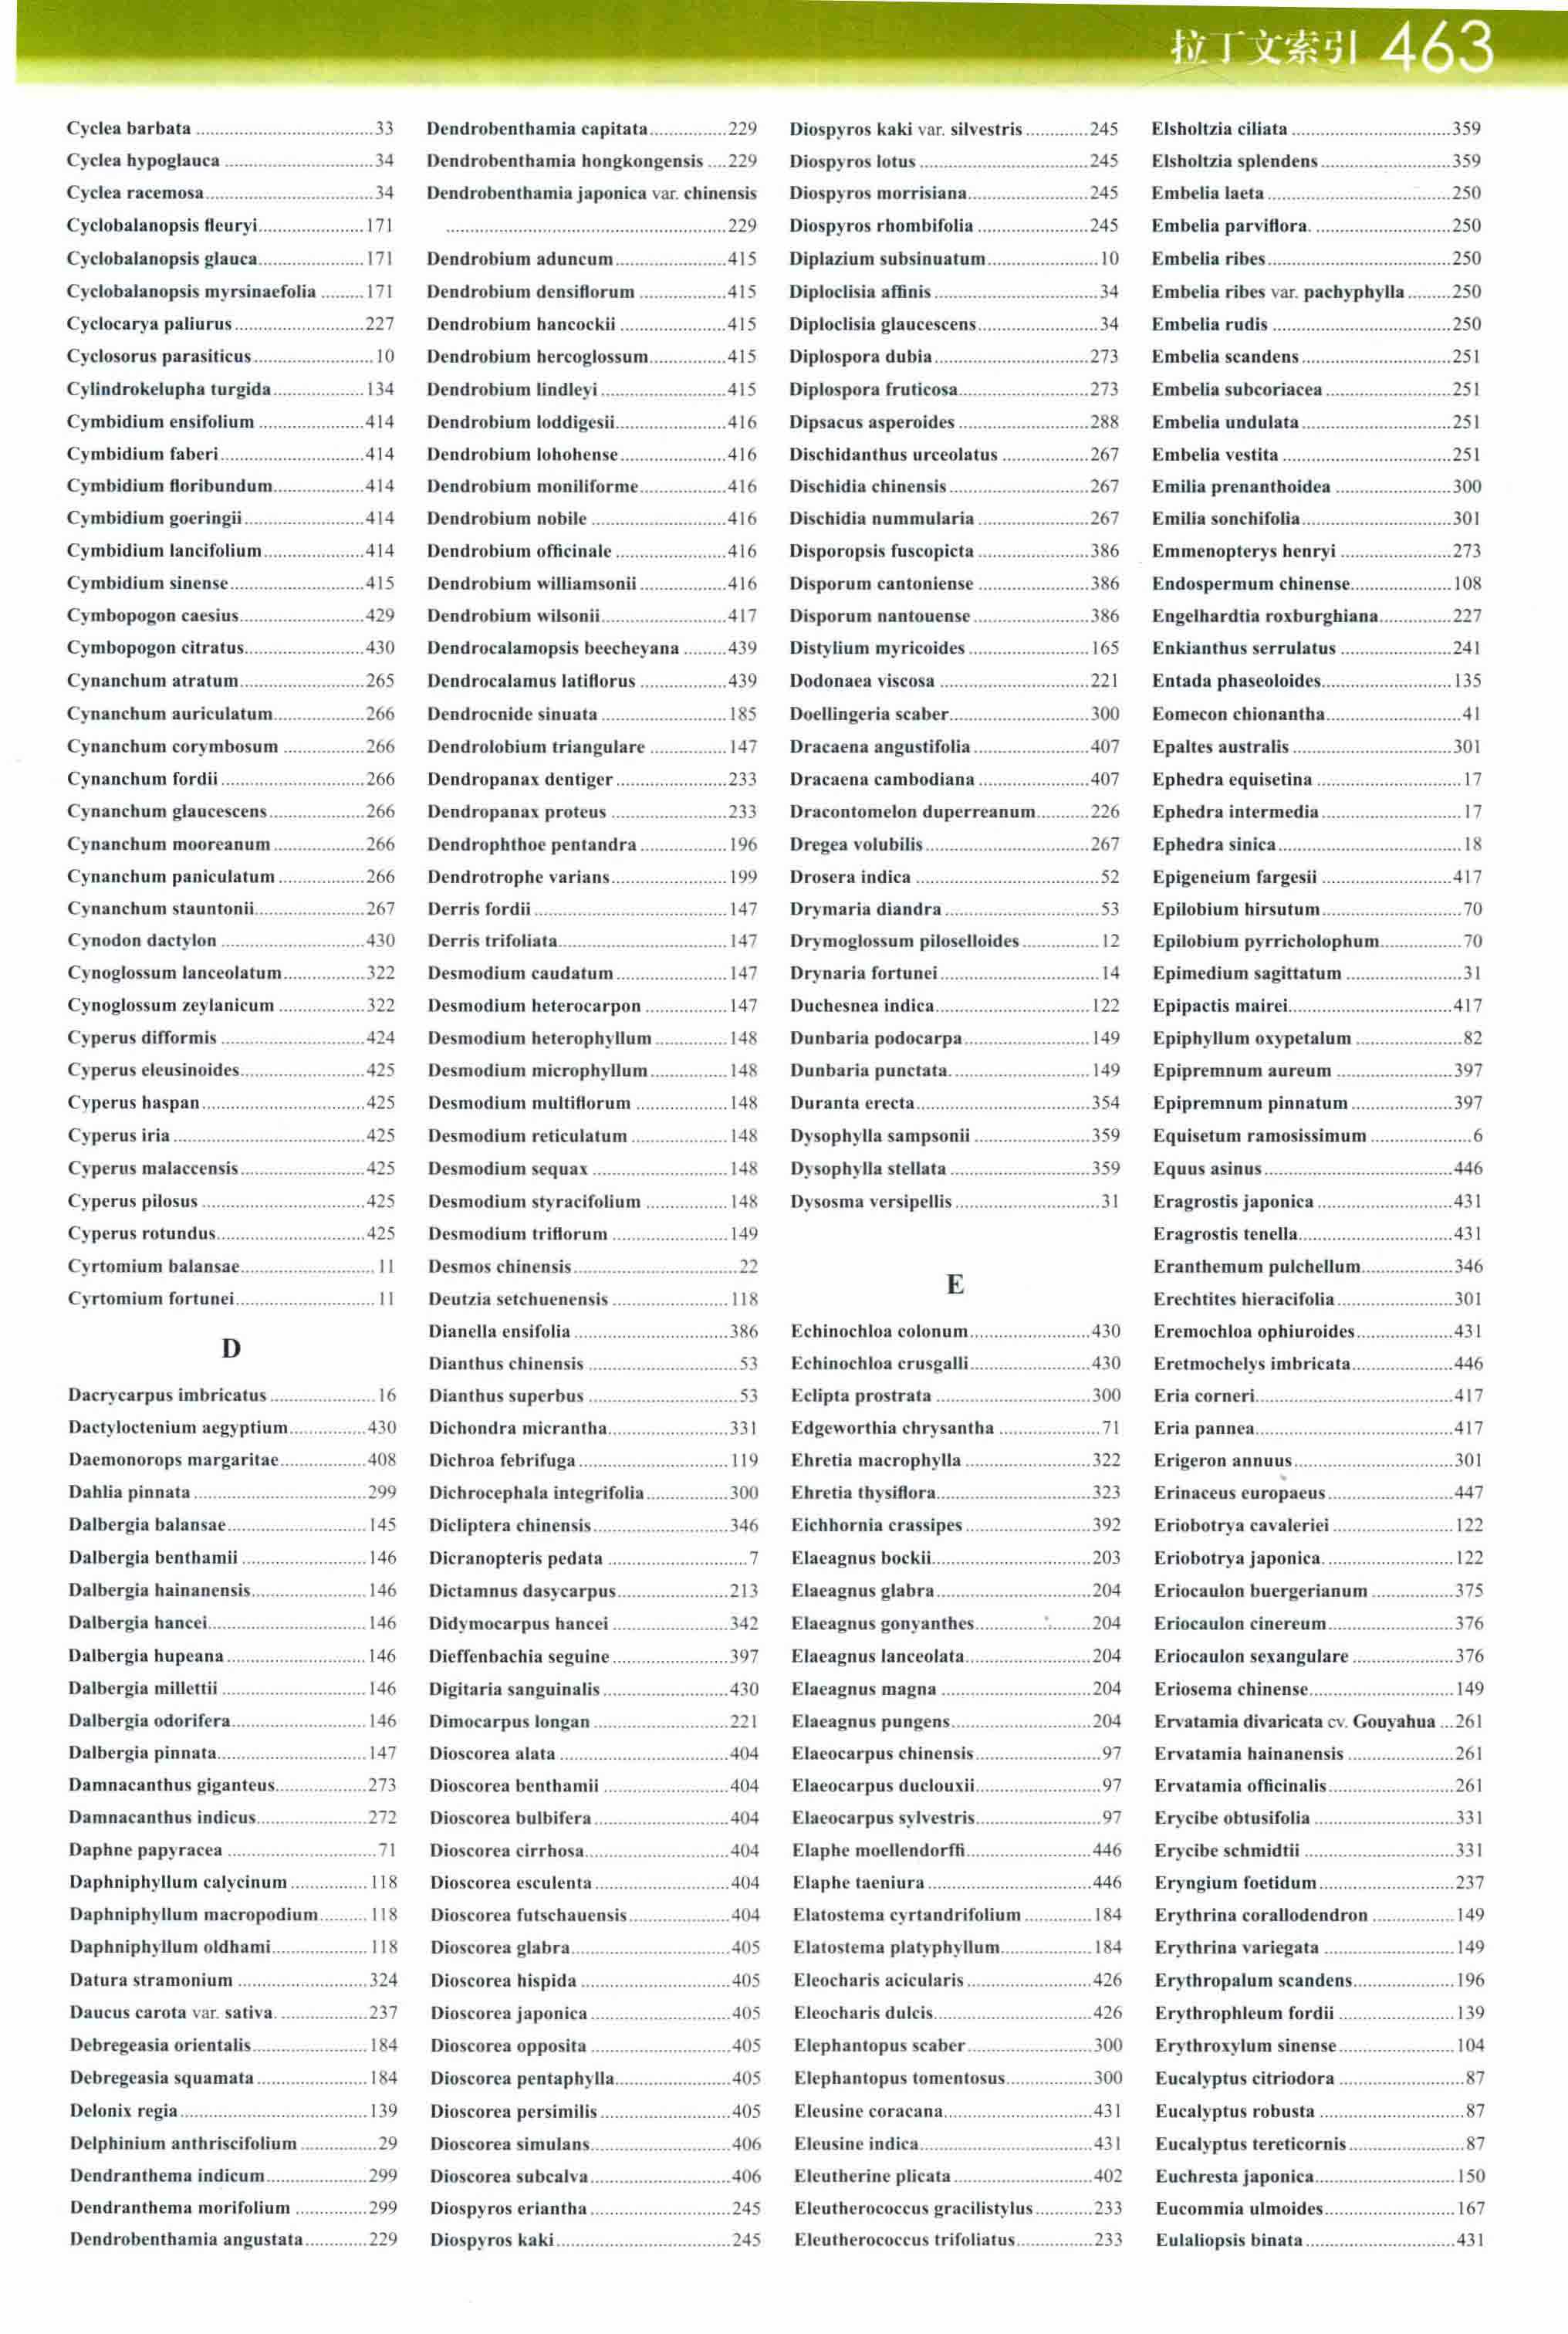 拉丁文索引 463
Cyclea barbata 33
Cyclea hypoglauca 34
Cyclea racemosa 34
Cyclobalanopsis fleuryi 171
Cyclobalanopsis glauca 171
Cyclobalanopsis myrsinaefolia 171
Cyclocarya paliurus 227
Cyclosorus parasiticus 10
Cylindrokelupha turgida 134
Cymbidium ensifolium 414
Cymbidium faberi 414
Cymbidium floribundum 414
Cymbidium goeringii 414
Cymbidium lancifolium 414
Cymbidium sinense 415
Cymbopogon caesius 429
Cymbopogon citratus 430
Cynanchum atratum 265
Cynanchum auriculatum 266
Cynanchum corymbosum 266
Cynanchum fordii 266
Cynanchum glaucescens 266
Cynanchum mooreanum 266
Cynanchum paniculatum 266
Cynanchum stauntonii 267
Cynodon dactylon 430
Cynoglossum lanceolatum 322
Cynoglossum zeylanicum 322
Cyperus difformis 424
Cyperus eleusinoides 425
Cyperus haspan 425
Cyperus iria 425
Cyperus malaccensis 425
Cyperus pilosus 425
Cyperus rotundus 425
Cyrtomium balansae 11
Cyrtomium fortunei 11
D
Dacrycarpus imbricatus 16
Dactyloctenium aegyptium 430
Daemonorops margaritae 408
Dahlia pinnata 299
Dalbergia balansae 145
Dalbergia benthamii 146
Dalbergia hainanensis 146
Dalbergia hancei 146
Dalbergia hupeana 146
Dalbergia millettii 146
Dalbergia odorifera 146
Dalbergia pinnata 147
Damnacanthus giganteus 273
Damnacanthus indicus 272
Daphne papyracea 71
Daphniphyllum calycinum 118
Daphniphyllum macropodium 118
Daphniphyllum oldhami 118
Datura stramonium 324
Daucus carota var. sativa 237
Debregeasia orientalis 184
Debregeasia squamata 184
Delonix regia 139
Delphinium anthriscifolium 29
Dendranthema indicum 299
Dendranthema morifolium 299
Dendrobenthamia angustata 229
Dendrobenthamia capitata 229
Dendrobenthamia hongkongensis 229
Dendrobenthamia japonica var. chinensis
229
Dendrobium aduncum 415
Dendrobium densiflorum 415
Dendrobium hancockii 415
Dendrobium hercoglossum 415
Dendrobium lindleyi 415
Dendrobium loddigesii 416
Dendrobium lohohense 416
Dendrobium moniliforme 416
Dendrobium nobile 416
Dendrobium officinale 416
Dendrobium williamsonii 416
Dendrobium wilsonii 417
Dendrocalamopsis beecheyana 439
Dendrocalamus latiflorus 439
Dendrocnide sinuata 185
Dendrolobium triangulare 147
Dendropanax dentiger 233
Dendropanax proteus 233
Dendrophthoe pentandra 196
Dendrotrophe varians 199
Derris fordii 147
Derris trifoliata 147
Desmodium caudatum 147
Desmodium heterocarpon 147
Desmodium heterophyllum 148
Desmodium microphyllum 148
Desmodium multiflorum 148
Desmodium reticulatum 148
Desmodium sequax 148
Desmodium styracifolium 148
Desmodium triflorum 149
Desmos chinensis 22
Deutzia setchuenensis 118
Dianella ensifolia 386
Dianthus chinensis 53
Dianthus superbus 53
Dichondra micrantha 331
Dichroa febrifuga 119
Dichrocephala integrifolia 300
Dicliptera chinensis 346
Dicranopteris pedata 7
Dictamnus dasycarpus 213
Didymocarpus hancei 342
Dieffenbachia seguine 397
Digitaria sanguinalis 430
Dimocarpus longan 221
Dioscorea alata 404
Dioscorea benthamii 404
Dioscorea bulbifera 404
Dioscorea cirrhosa 404
Dioscorea esculenta 404
Dioscorea futschauensis 404
Dioscorea glabra 405
Dioscorea hispida 405
Dioscorea japonica 405
Dioscorea opposita 405
Dioscorea pentaphylla 405
Dioscorea persimilis 405
Dioscorea simulans 406
Dioscorea subcalva 406
Diospyros eriantha 245
Diospyros kaki 245
Diospyros kaki var. silvestris 245
Diospyros lotus 245
Diospyros morrisiana 245
Diospyros rhombifolia 245
Diplazium subsinuatum 10
Diploclisia affinis 34
Diploclisia glaucescens 34
Diplospora dubia 273
Diplospora fruticosa 273
Dipsacus asperoides 288
Dischidanthus urceolatus 267
Dischidia chinensis 267
Dischidia nummularia 267
Disporopsis fuscopicta 386
Disporum cantoniense 386
Disporum nantouense 386
Distylium myricoides 165
Dodonaea viscosa 221
Doellingeria scaber 300
Dracaena angustifolia 407
Dracaena cambodiana 407
Dracontomelon duperreanum 226
Dregea volubilis 267
Drosera indica 52
Drymaria diandra 53
Drymoglossum piloselloides 12
Drynaria fortunei 14
Duchesnea indica 122
Dunbaria podocarpa 149
Dunbaria punctata 149
Duranta erecta 354
Dysophylla sampsonii 359
Dysophylla stellata 359
Dysosma versipellis 31
E
Echinochloa colonum 430
Echinochloa crusgalli 430
Eclipta prostrata 300
Edgeworthia chrysantha 71
Ehretia macrophylla 322
Ehretia thysiflora 323
Eichhornia crassipes 392
Elaeagnus bockii 203
Elaeagnus glabra 204
Elaeagnus gonyanthes 204
Elaeagnus lanceolata 204
Elaeagnus magna 204
Elaeagnus pungens 204
Elaeocarpus chinensis 97
Elaeocarpus duclouxii 97
Elaeocarpus sylvestris 97
Elaphe moellendorffi 446
Elaphe taeniura 446
Elatostema cyrtandrifolium 184
Elatostema platyphyllum 184
Eleocharis acicularis 426
Eleocharis dulcis 426
Elephantopus scaber 300
Elephantopus tomentosus 300
Eleusine coracana 431
Eleusine indica 431
Eleutherine plicata 402
Eleutherococcus gracilistylus 233
Eleutherococcus trifoliatus 233
Elsholtzia ciliata 359
Elsholtzia splendens 359
Embelia laeta 250
Embelia parviflora 250
Embelia ribes 250
Embelia ribes var. pachyphylla 250
Embelia rudis 250
Embelia scandens 251
Embelia subcoriacea 251
Embelia undulata 251
Embelia vestita 251
Emilia prenanthoidea 300
Emilia sonchifolia 301
Emmenopterys henryi 273
Endospermum chinense 108
Engelhardtia roxburghiana 227
Enkianthus serrulatus 241
Entada phaseoloides 135
Eomecon chionantha 41
Epaltes australis 301
Ephedra equisetina 17
Ephedra intermedia 17
Ephedra sinica 18
Epigeneium fargesii 417
Epilobium hirsutum 70
Epilobium pyrricholophum 70
Epimedium sagittatum 31
Epipactis mairei 417
Epiphyllum oxypetalum 82
Epipremnum aureum 397
Epipremnum pinnatum 397
Equisetum ramosissimum 6
Equus asinus 446
Eragrostis japonica 431
Eragrostis tenella 431
Eranthemum pulchellum 346
Erechtites hieracifolia 301
Eremochloa ophiuroides 431
Eretmochelys imbricata 446
Eria corneri 417
Eria pannea 417
Erigeron annuus 301
Erinaceus europaeus 447
Eriobotrya cavaleriei 122
Eriobotrya japonica 122
Eriocaulon buergerianum 375
Eriocaulon cinereum 376
Eriocaulon sexangulare 376
Eriosema chinense 149
Ervatamia divaricata cv. Gouyahua 261
Ervatamia hainanensis 261
Ervatamia officinalis 261
Erycibe obtusifolia 331
Erycibe schmidtii 331
Eryngium foetidum 237
Erythrina corallodendron 149
Erythrina variegata 149
Erythropalum scandens 196
Erythrophleum fordii 139
Erythroxylum sinense 104
Eucalyptus citriodora 87
Eucalyptus robusta 87
Eucalyptus tereticornis 87
Euchresta japonica 150
Eucommia ulmoides 167
Eulaliopsis binata 431